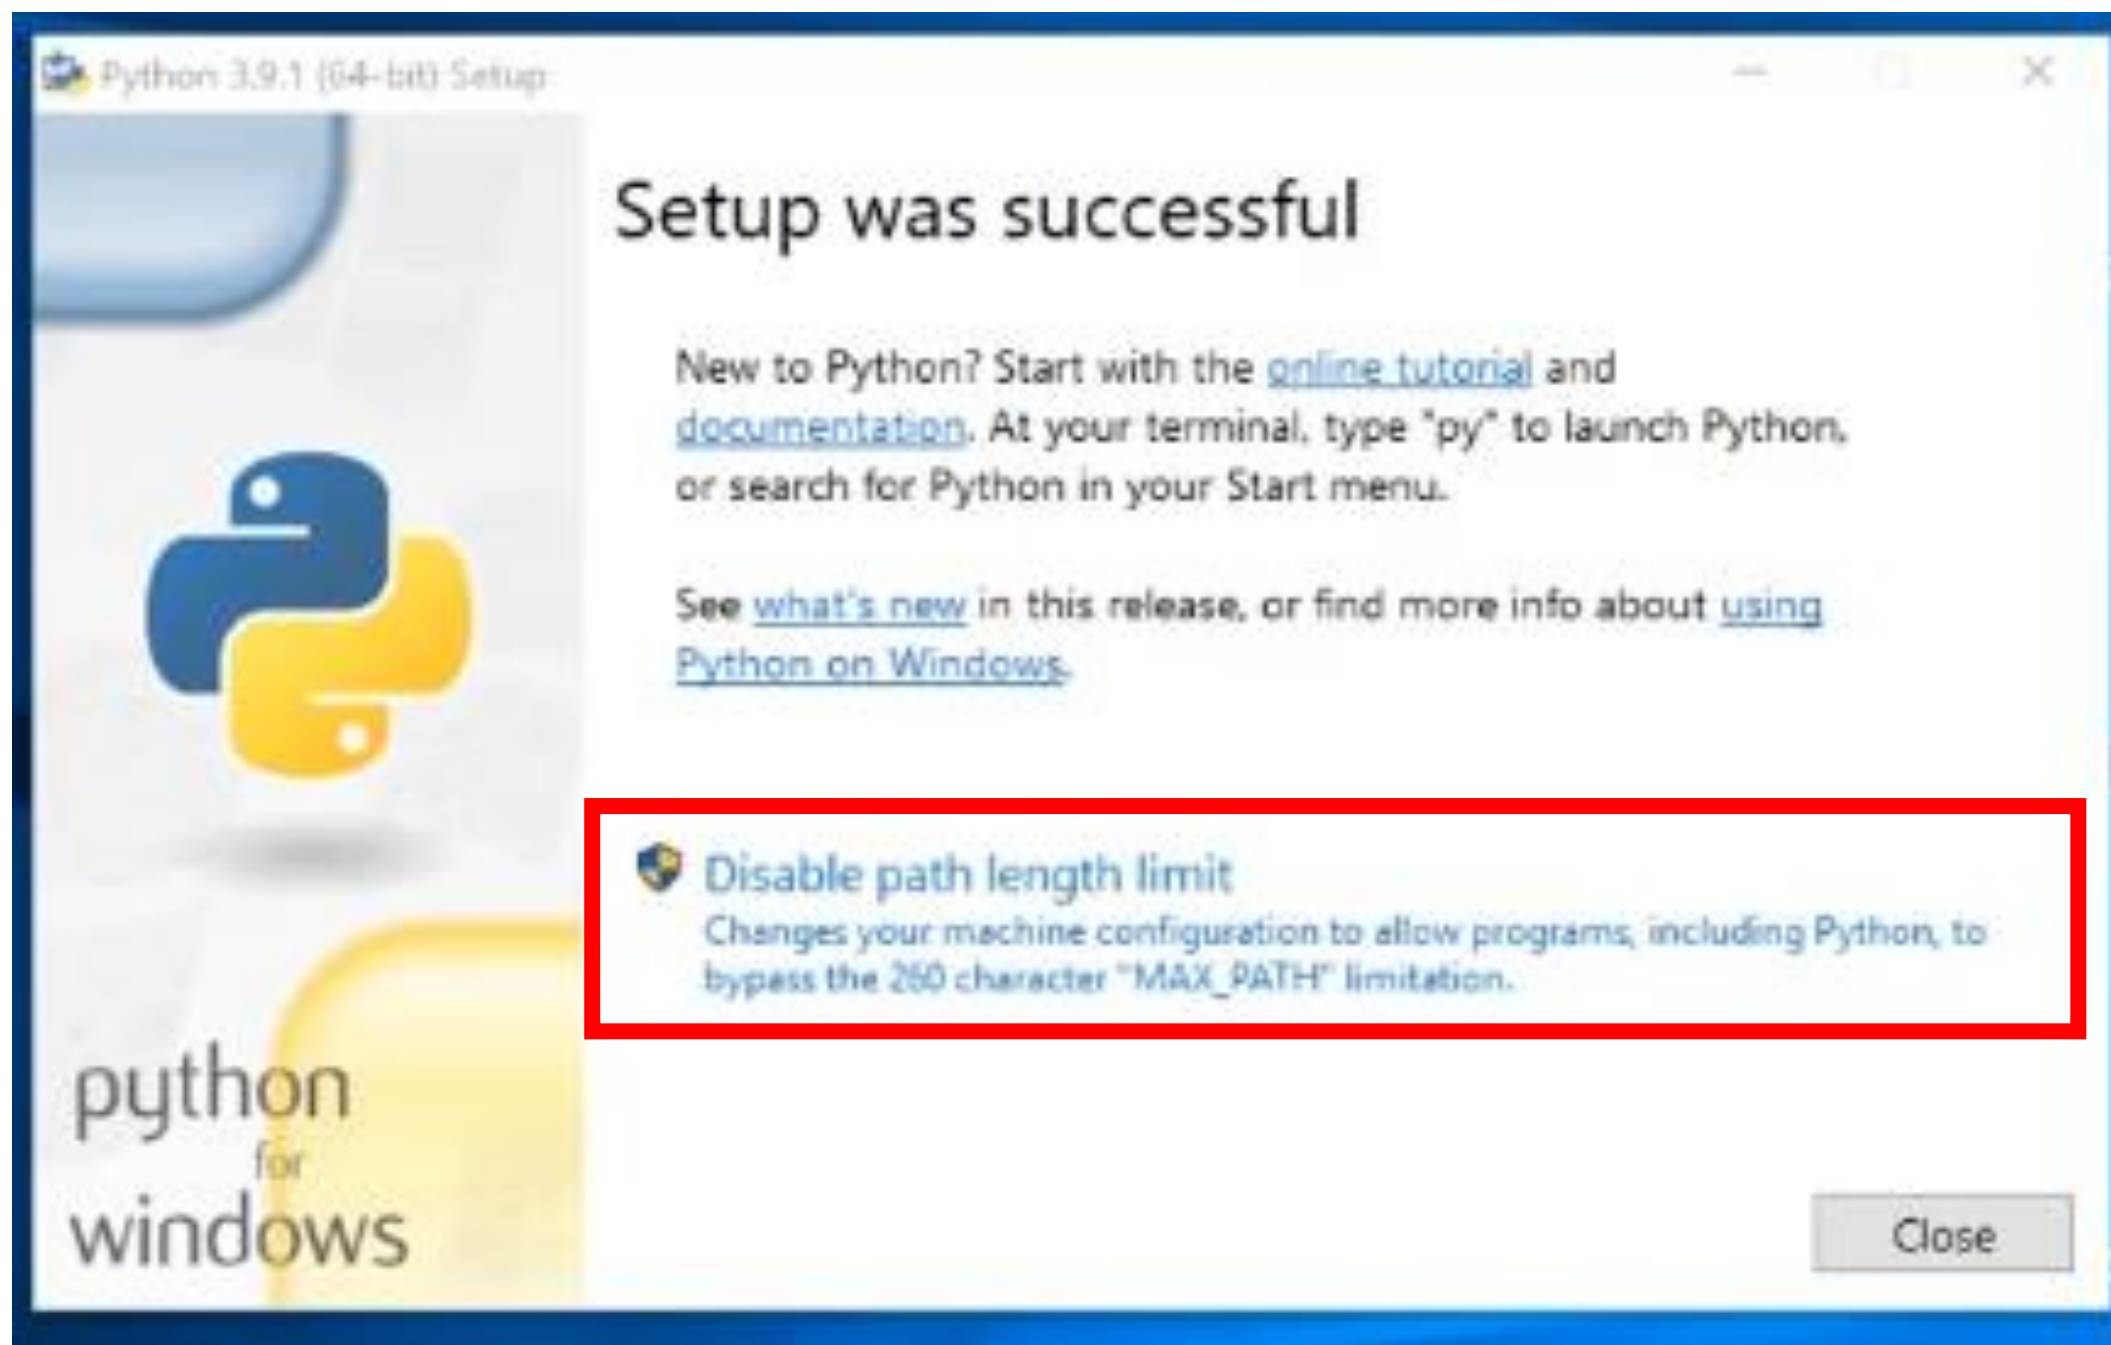 Python 3.9.1 (64-bit) Setup
Setup was successful
New to Python? Start with the online tutorial and
documentation. At your terminal, type "py" to launch Python,
or search for Python in your Start menu.
See what's new in this release, or find more info about using
Python on Windows.
Disable path length limit
Changes your machine configuration to allow programs, including Python, to
bypass the 260 character "MAX_PATH" limitation.
python
for
windows
Close